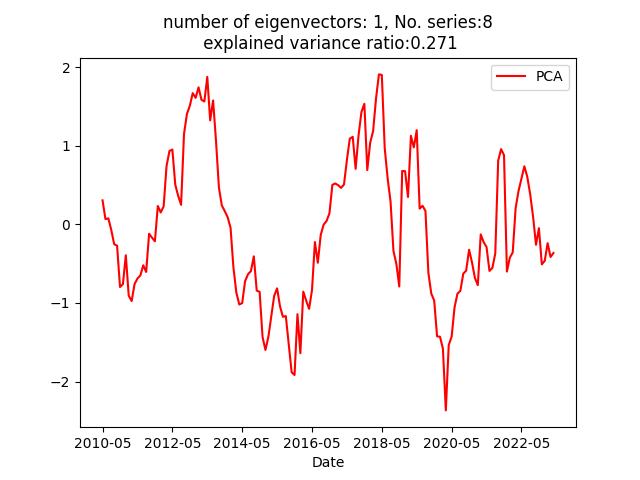 number of eigenvectors: 1, No. series:8
explained variance ratio:0.271
PCA
2
1
0
−1
−2
2010-05 2012-05 2014-05 2016-05 2018-05 2020-05 2022-05
Date